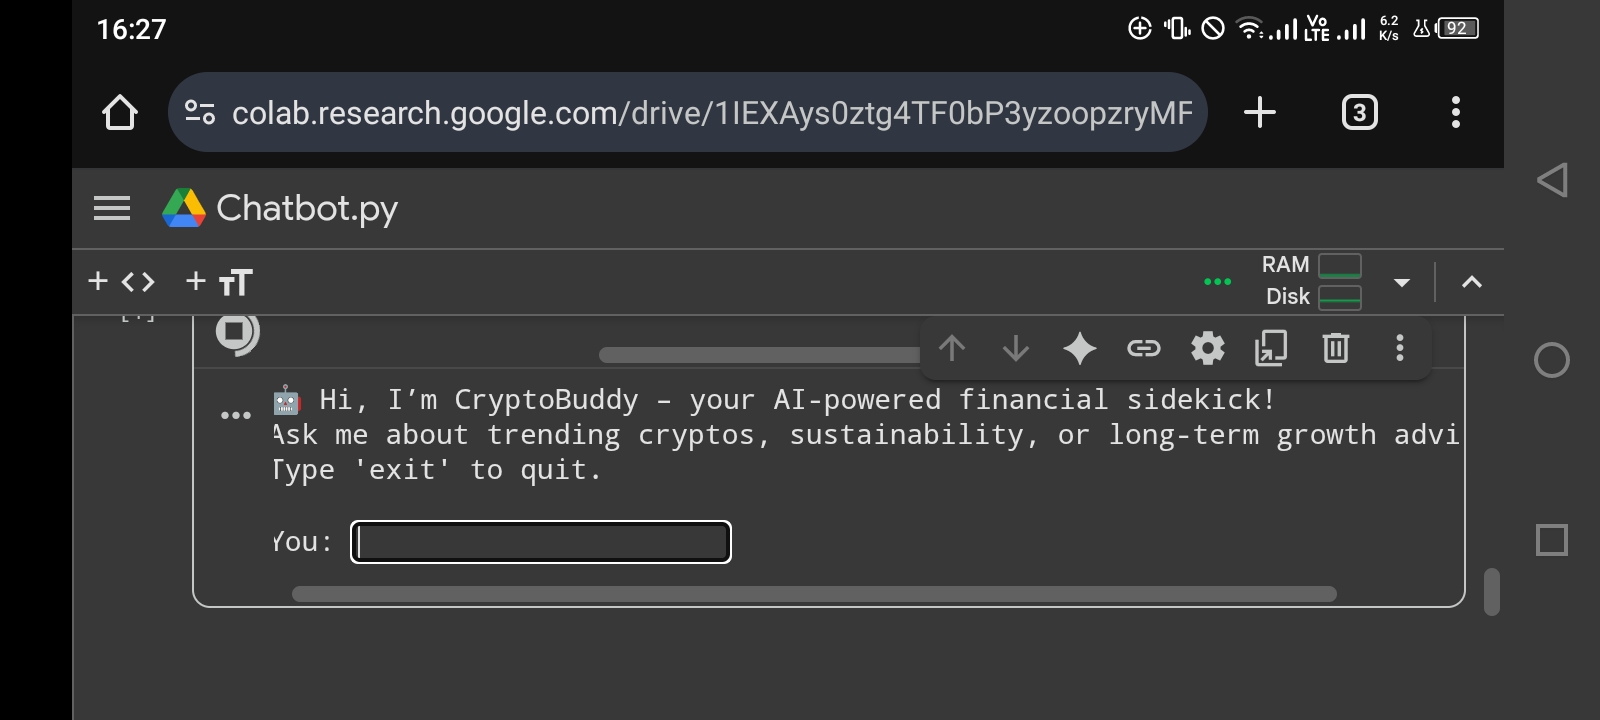 16:27
Vo
LTE
6.2
K/s
92
colab.research.google.com/drive/1IEXAys0ztg4TF0bP3yzoopzryMF
3
Chatbot.py
+ <> + TT
RAM
Disk
🤖 Hi, I’m CryptoBuddy – your AI-powered financial sidekick!
Ask me about trending cryptos, sustainability, or long-term growth advi
Type 'exit' to quit.
You: